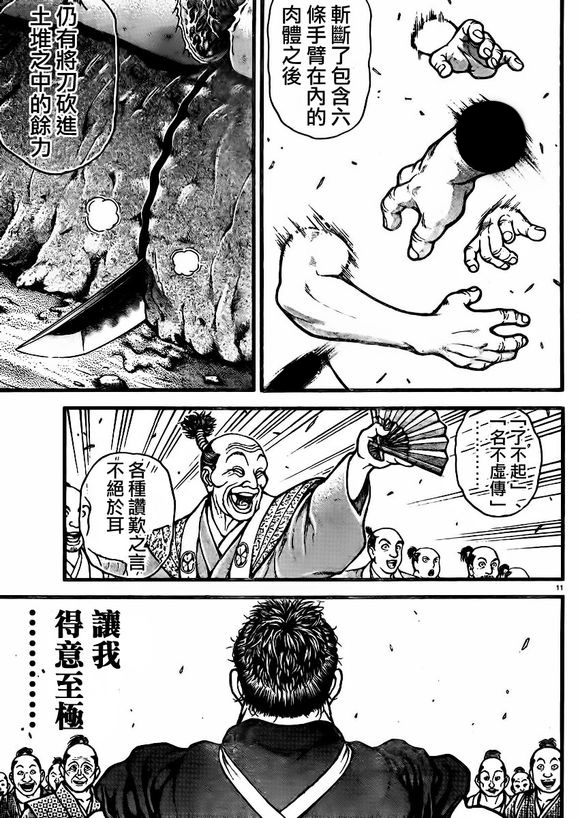 斬斷了包含六
條手臂在內的
肉體之後
仍有將刀砍進
土堆之中的餘力
「了不起」
「名不虛傳」
………
各種讚歎之言
不絕於耳
11
讓我
得意至極
………